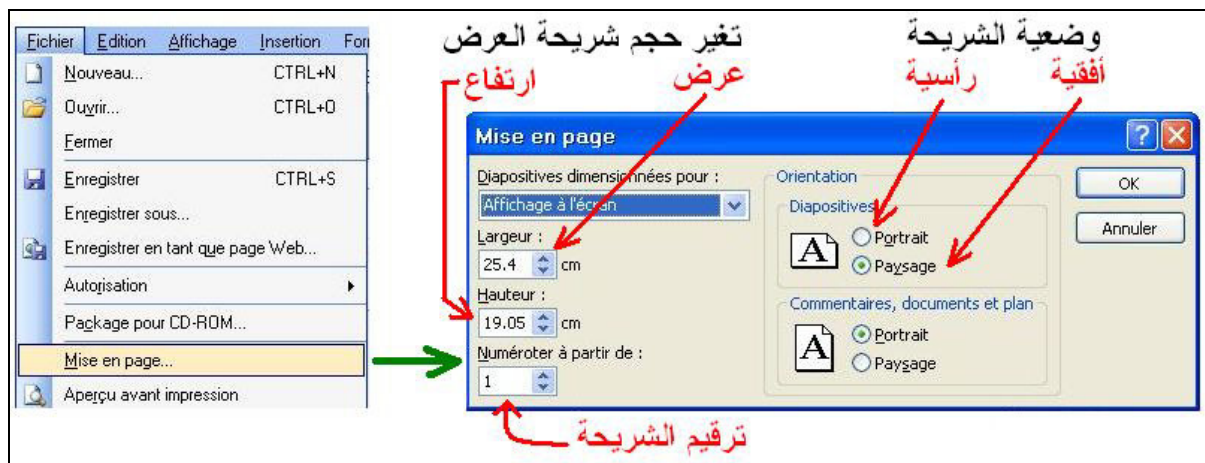 Fichier Edition Affichage Insertion For
Nouveau... CTRL+N
Ouvrir... CTRL+O
Fermer
Enregistrer CTRL+S
Enregistrer sous...
Enregistrer en tant que page Web...
Autorisation
Package pour CD-ROM...
Mise en page...
Aperçu avant impression
تغير حجم شريحة العرض
عرض
ارتفاع
وضعية الشريحة
أفقية
رأسية
Mise en page
Diapositives dimensionnées pour :
Affichage à l'écran
Largeur :
25.4 cm
Hauteur :
19.05 cm
Numéroter à partir de :
1
Orientation
Diapositives
A
Portrait
Paysage
Commentaires, documents et plan
A
Portrait
Paysage
OK
Annuler
ترقيم الشريحة